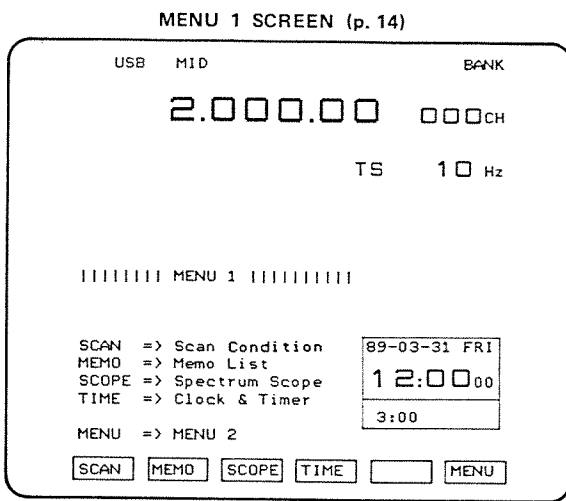 MENU 1 SCREEN (p. 14)
USB MID BANK
2.000.00 000CH
TS 10 Hz
|||||||| MENU 1 ||||||||||
SCAN => Scan Condition
MEMO => Memo List
SCOPE => Spectrum Scope
TIME => Clock & Timer
MENU => MENU 2
89-03-31 FRI
12:00 00
3:00
SCAN MEMO SCOPE TIME MENU